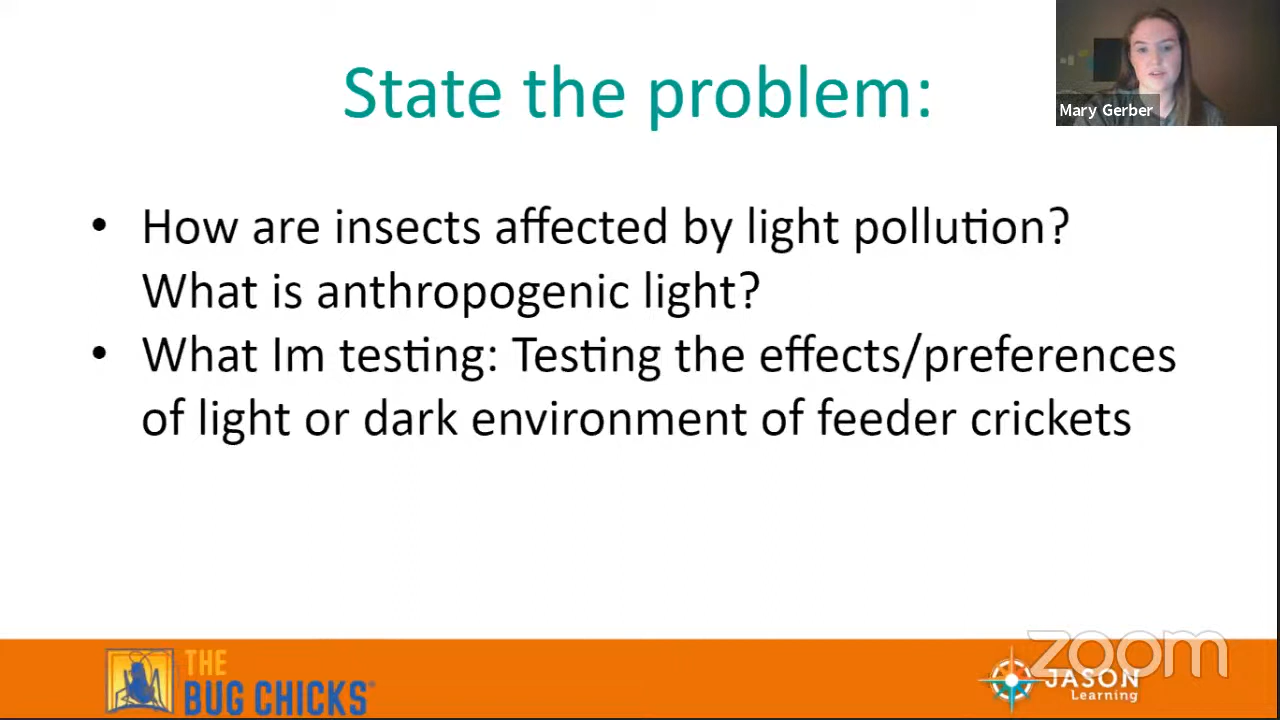 State the problem:
Mary Gerber
• How are insects affected by light pollution?
What is anthropogenic light?
• What Im testing: Testing the effects/preferences
of light or dark environment of feeder crickets
THE
BUG CHICKS®
zoom
JASON
Learning